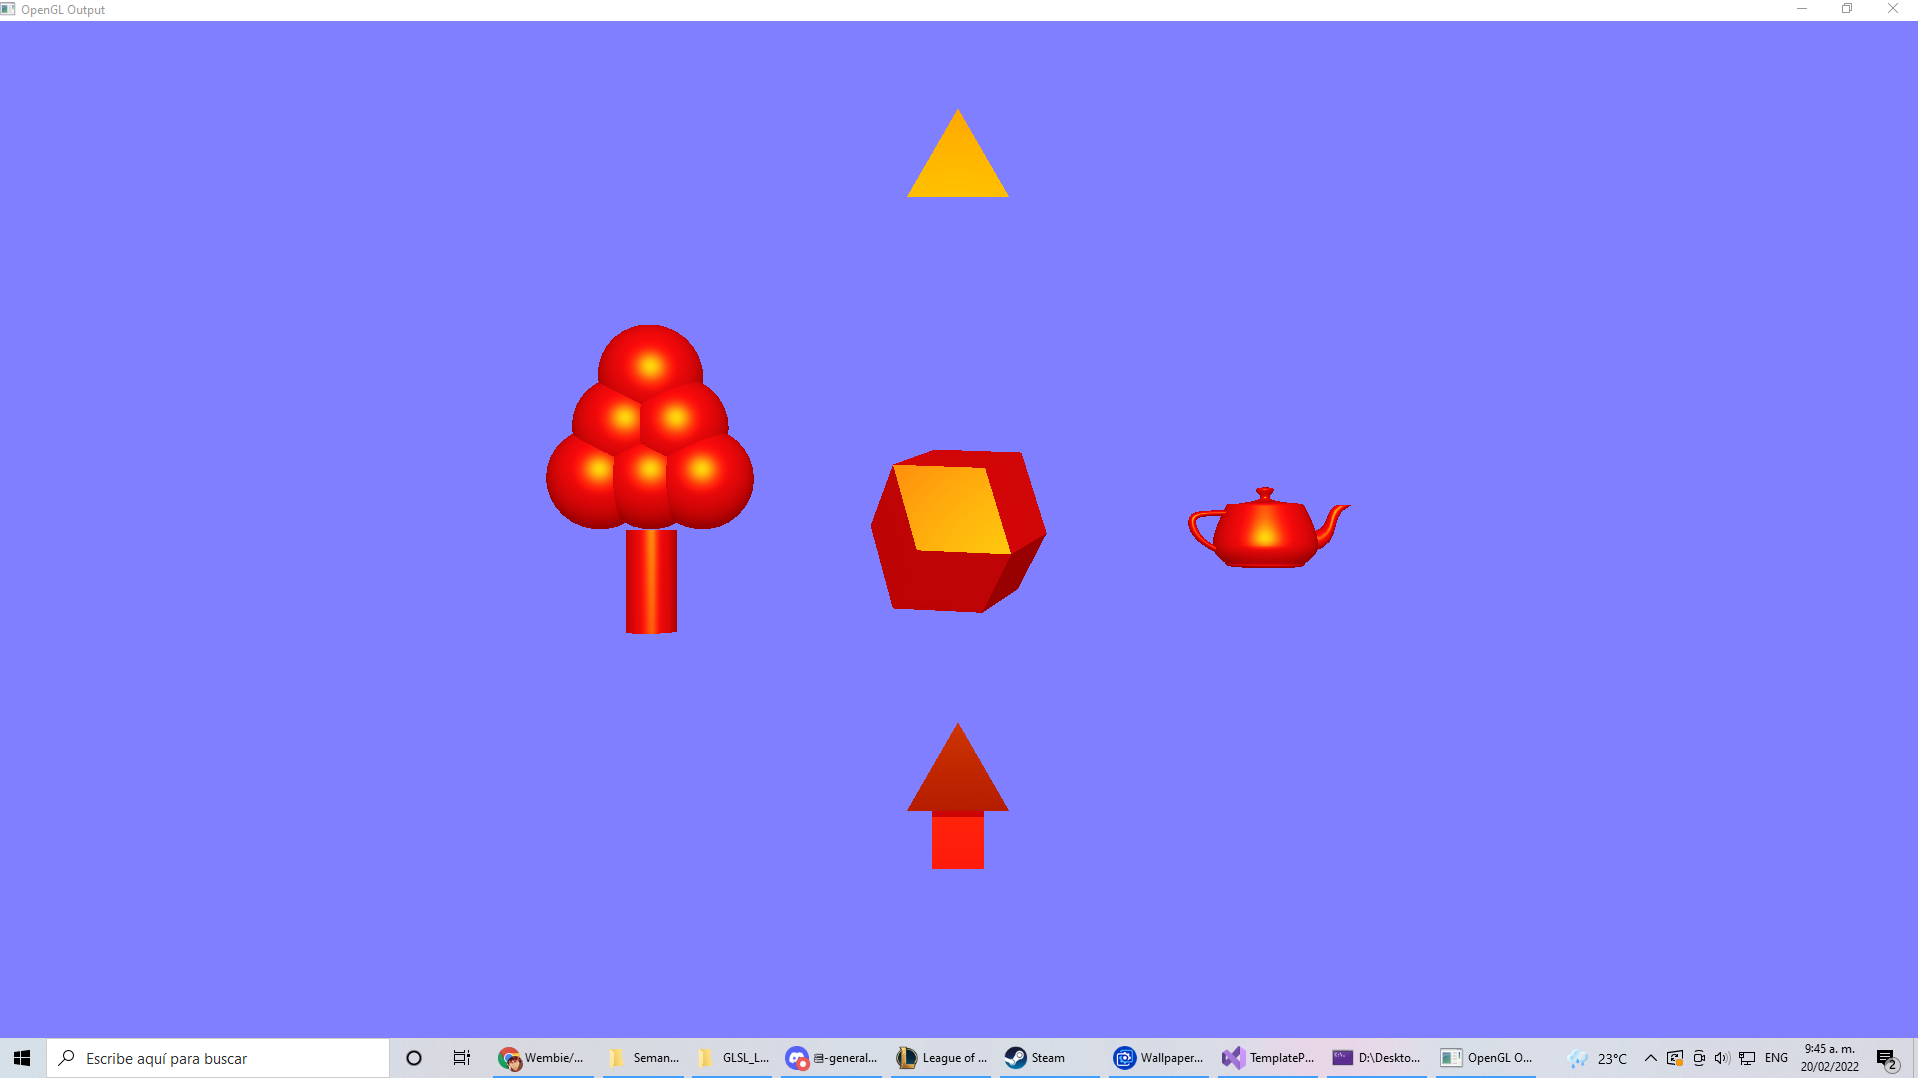 OpenGL Output
Escribe aquí para buscar
Wembie/...
Seman...
GLSL_L...
-general...
League of ...
Steam
Wallpaper...
TemplateP...
D:\Deskto...
OpenGL O...
23°C
ENG
9:45 a. m.
20/02/2022
2